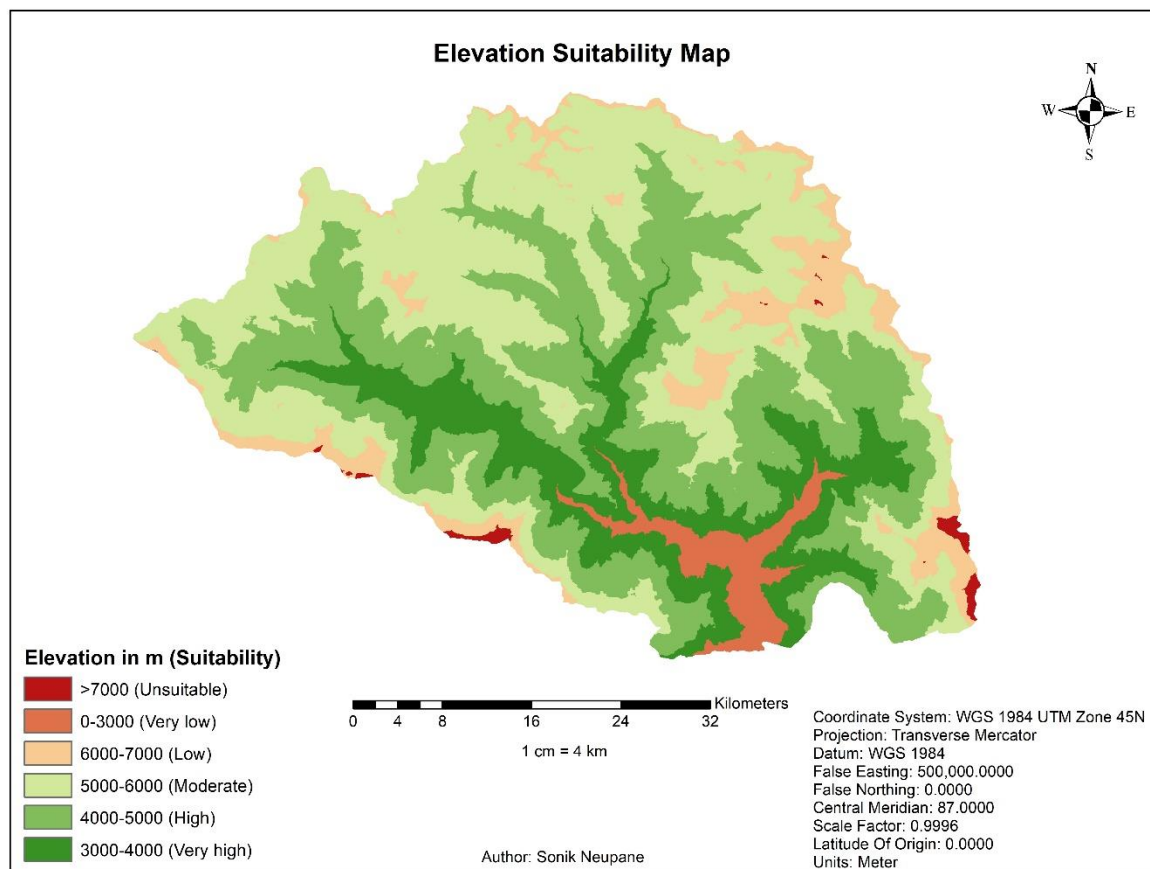 Elevation Suitability Map
N
W
E
S
Elevation in m (Suitability)
>7000 (Unsuitable)
0-3000 (Very low)
6000-7000 (Low)
5000-6000 (Moderate)
4000-5000 (High)
3000-4000 (Very high)
Kilometers
0 2 4 8 16 24 32
1 cm = 4 km
Author: Sonik Neupane
Coordinate System: WGS 1984 UTM Zone 45N
Projection: Transverse Mercator
Datum: WGS 1984
False Easting: 500,000.0000
False Northing: 0.0000
Central Meridian: 87.0000
Scale Factor: 0.9996
Latitude Of Origin: 0.0000
Units: Meter